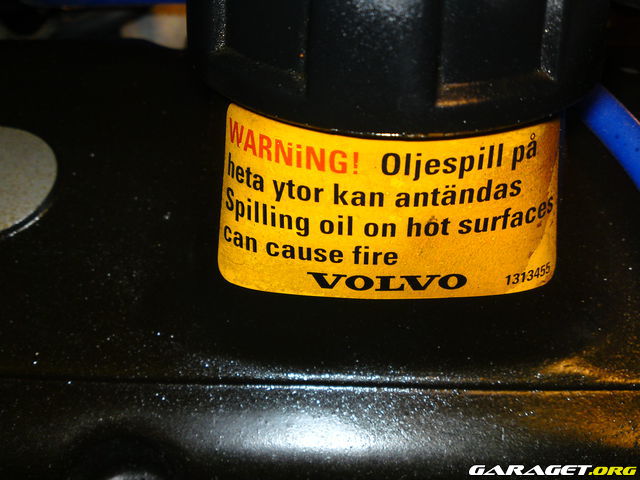 WARNiNG! Oljespill på
heta ytor kan antändas
Spilling oil on hot surfaces
can cause fire
VOLVO 1313455
GARAGET.ORG